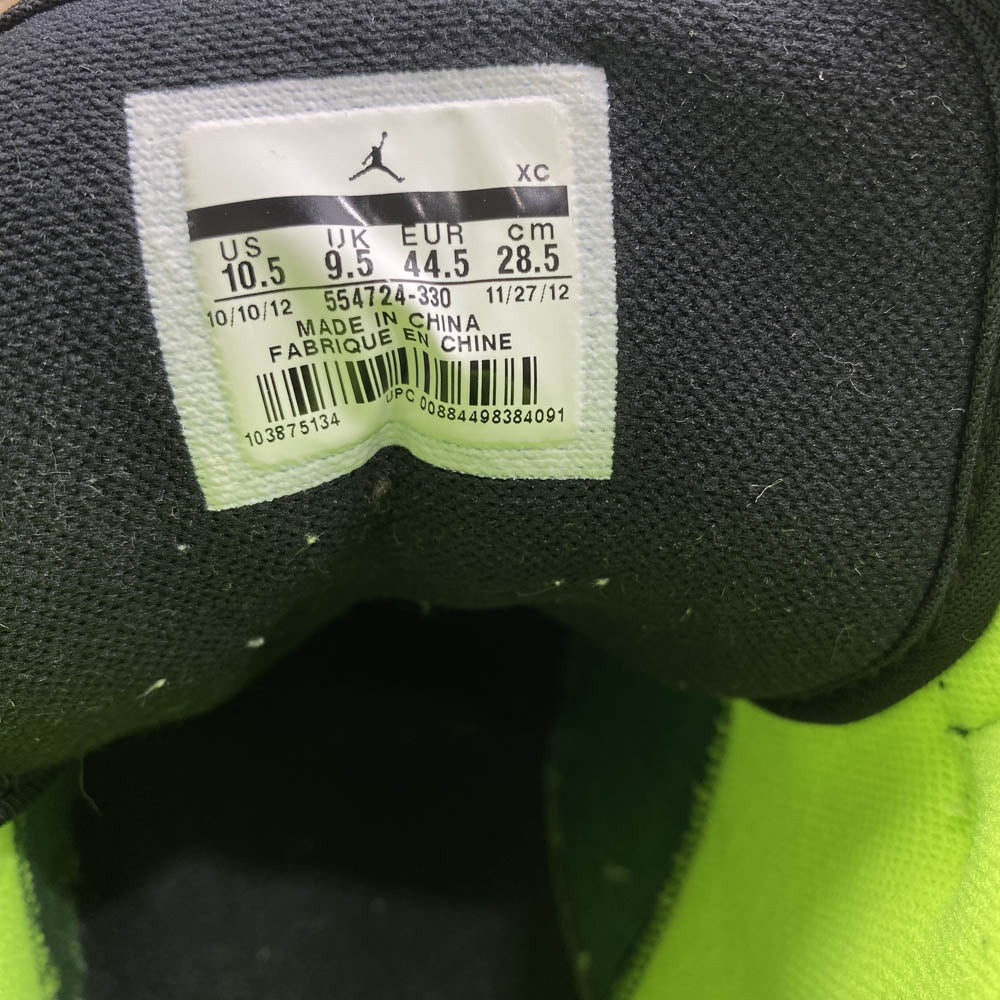 XC
US UK EUR cm
10.5 9.5 44.5 28.5
10/10/12 554724-330 11/27/12
MADE IN CHINA
FABRIQUE EN CHINE
103875134 UPC 00884498384091